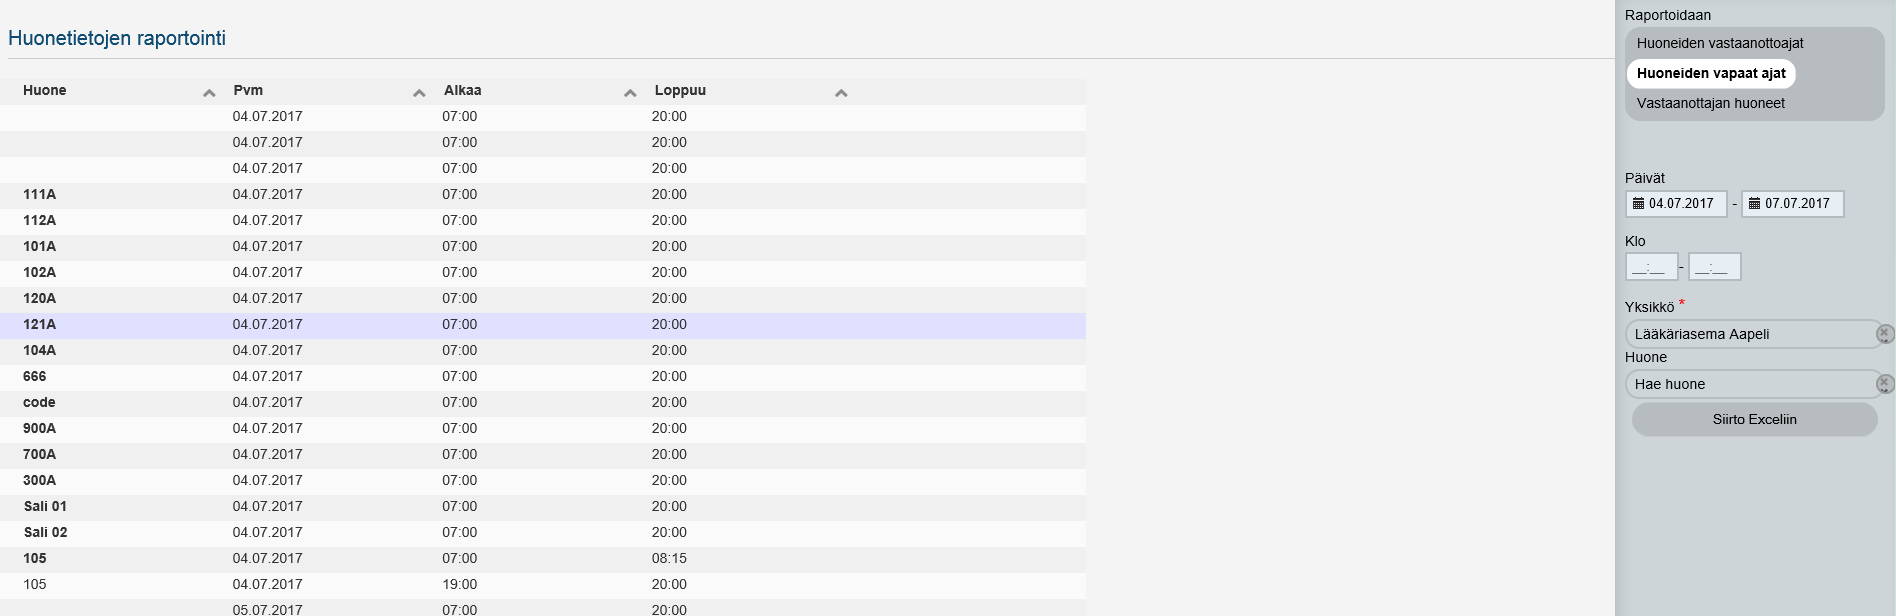 Huonetietojen raportointi
Huone Pvm Alkaa Loppuu
04.07.2017 07:00 20:00
04.07.2017 07:00 20:00
04.07.2017 07:00 20:00
111A 04.07.2017 07:00 20:00
112A 04.07.2017 07:00 20:00
101A 04.07.2017 07:00 20:00
102A 04.07.2017 07:00 20:00
120A 04.07.2017 07:00 20:00
121A 04.07.2017 07:00 20:00
104A 04.07.2017 07:00 20:00
666 04.07.2017 07:00 20:00
code 04.07.2017 07:00 20:00
900A 04.07.2017 07:00 20:00
700A 04.07.2017 07:00 20:00
300A 04.07.2017 07:00 20:00
Sali 01 04.07.2017 07:00 20:00
Sali 02 04.07.2017 07:00 20:00
105 04.07.2017 07:00 08:15
105 04.07.2017 19:00 20:00
05.07.2017 07:00 20:00
Raportoidaan
Huoneiden vastaanottoajat
Huoneiden vapaat ajat
Vastaanottajan huoneet
Päivät
04.07.2017 - 07.07.2017
Klo
__:__ - __:__
Yksikkö *
Lääkäriasema Aapeli
Huone
Hae huone
Siirto Exceliin